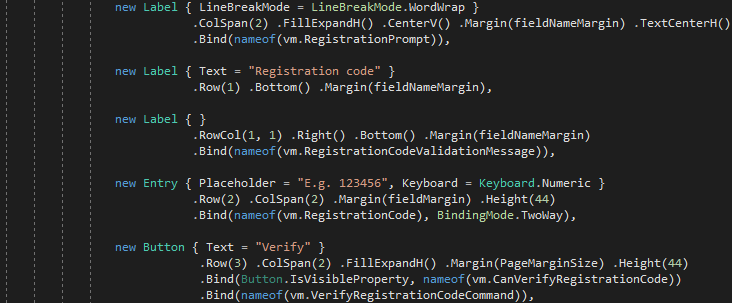 new Label { LineBreakMode = LineBreakMode.WordWrap }
.ColSpan(2) .FillExpandH() .CenterV() .Margin(fieldNameMargin) .TextCenterH()
.Bind(nameof(vm.RegistrationPrompt)),
new Label { Text = "Registration code" }
.Row(1) .Bottom() .Margin(fieldNameMargin),
new Label { }
.RowCol(1, 1) .Right() .Bottom() .Margin(fieldNameMargin)
.Bind(nameof(vm.RegistrationCodeValidationMessage)),
new Entry { Placeholder = "E.g. 123456", Keyboard = Keyboard.Numeric }
.Row(2) .ColSpan(2) .Margin(fieldMargin) .Height(44)
.Bind(nameof(vm.RegistrationCode), BindingMode.TwoWay),
new Button { Text = "Verify" }
.Row(3) .ColSpan(2) .FillExpandH() .Margin(PageMarginSize) .Height(44)
.Bind(Button.IsVisibleProperty, nameof(vm.CanVerifyRegistrationCode))
.Bind(nameof(vm.VerifyRegistrationCodeCommand)),